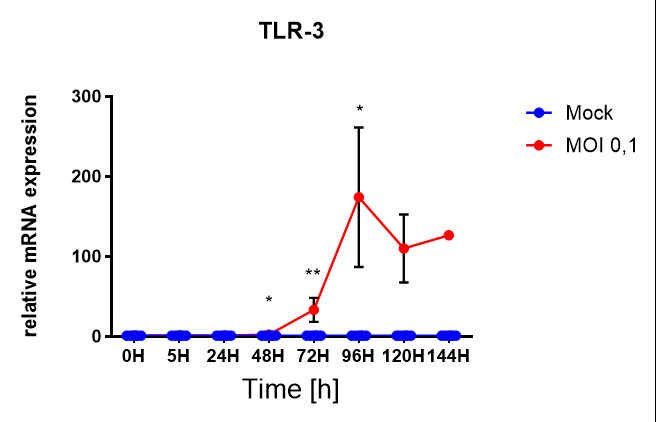 TLR-3
relative mRNA expression
300
200
100
0
*
**
*
0H 5H 24H 48H 72H 96H 120H 144H
Time [h]
Mock
MOI 0,1